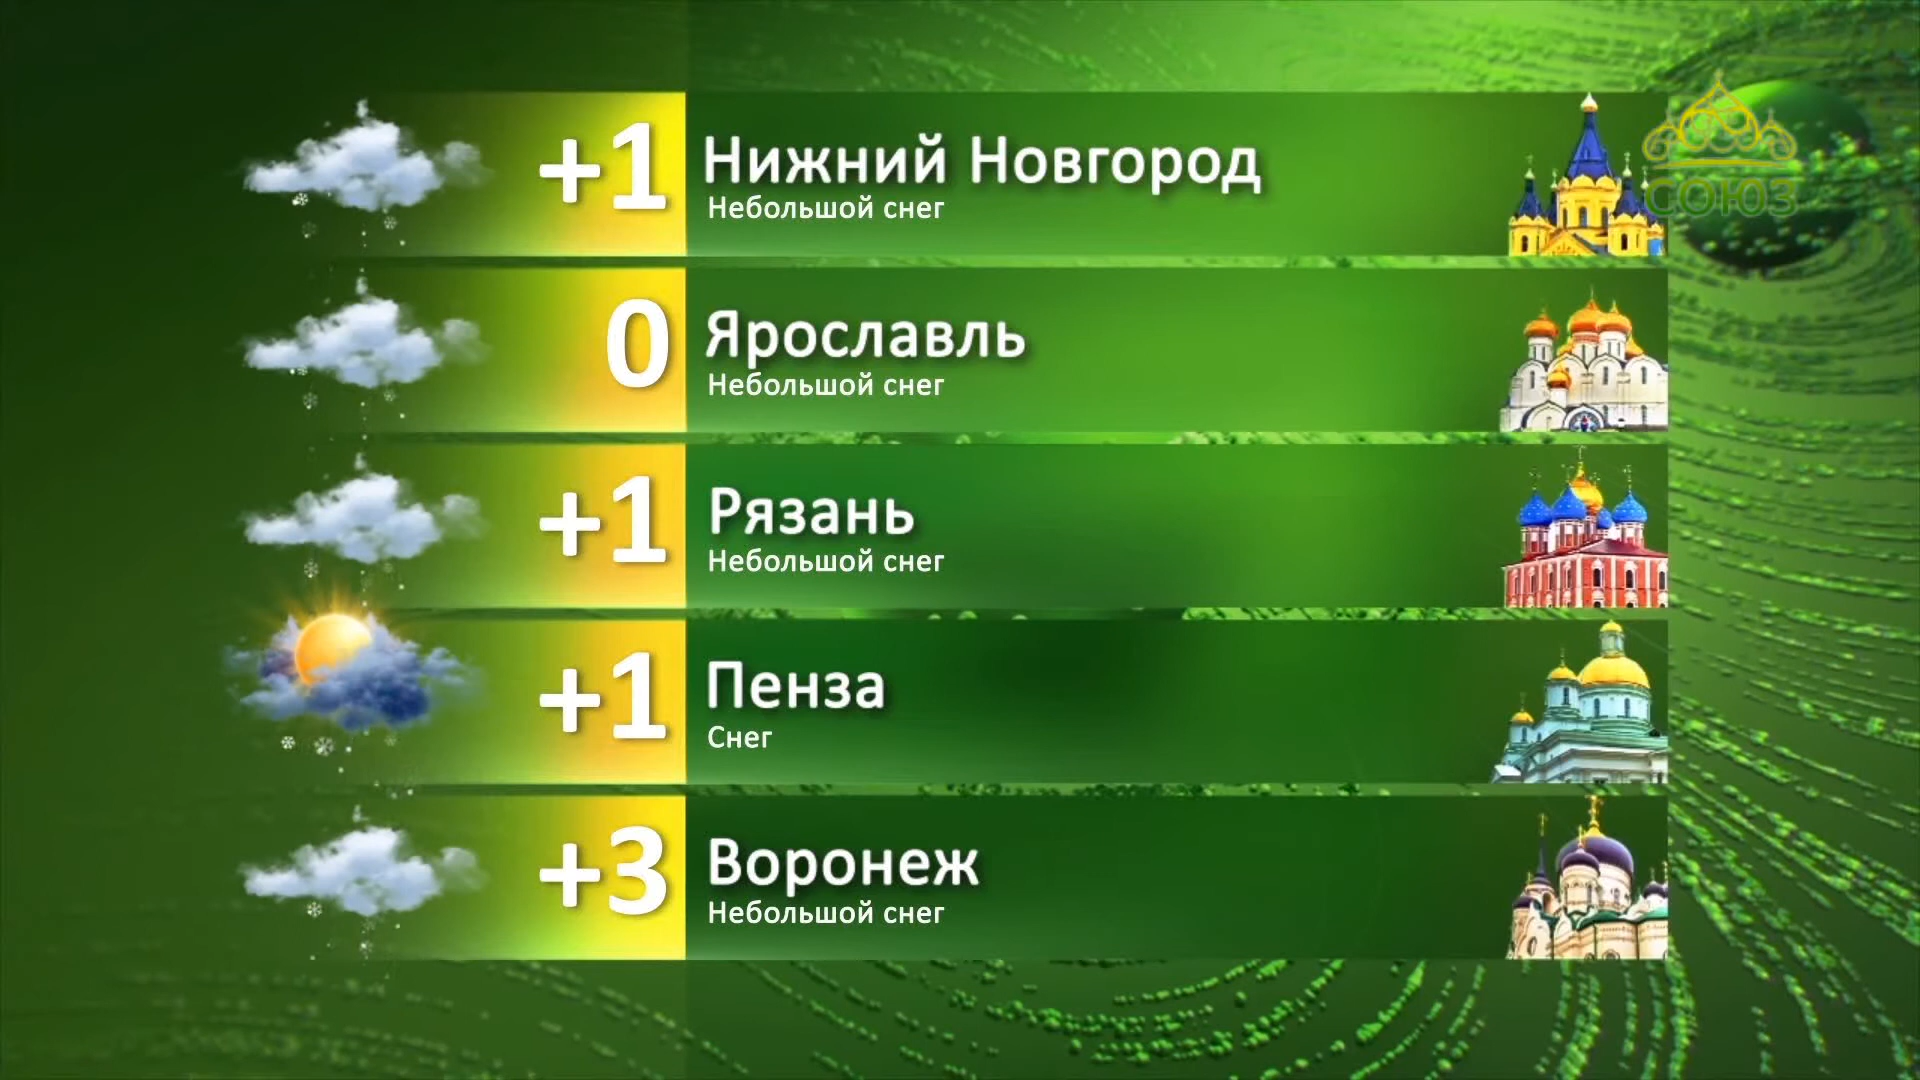 +1
Нижний Новгород
Небольшой снег
СОЮЗ
0
Ярославль
Небольшой снег
+1
Рязань
Небольшой снег
+1
Пенза
Снег
+3
Воронеж
Небольшой снег